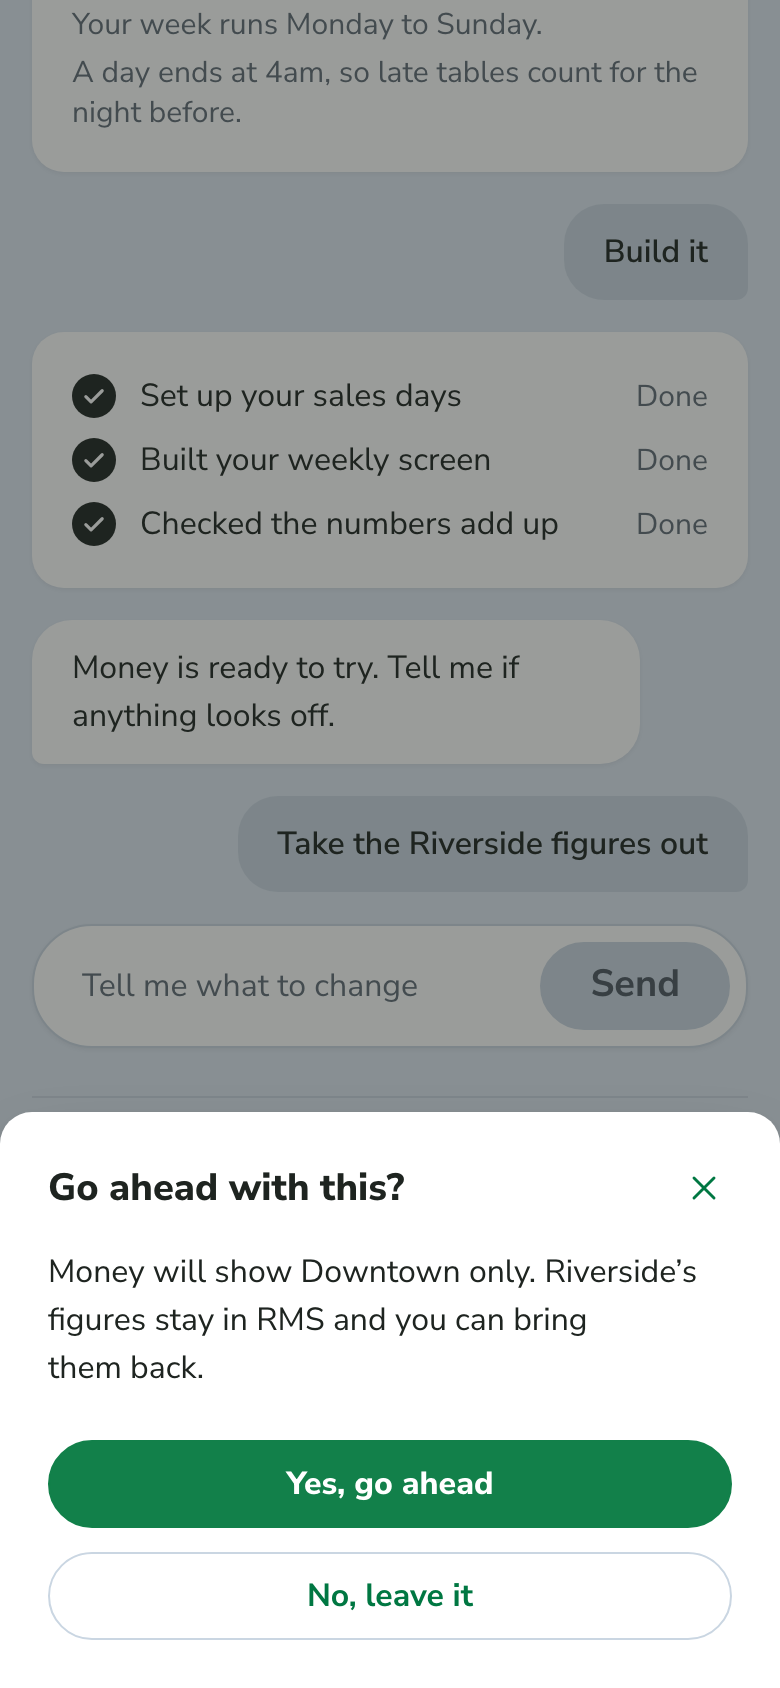 Your week runs Monday to Sunday.
A day ends at 4am, so late tables count for the
night before.
Build it
Set up your sales days Done
Built your weekly screen Done
Checked the numbers add up Done
Money is ready to try. Tell me if
anything looks off.
Take the Riverside figures out
Tell me what to change Send
Go ahead with this?
Money will show Downtown only. Riverside’s
figures stay in RMS and you can bring
them back.
Yes, go ahead
No, leave it